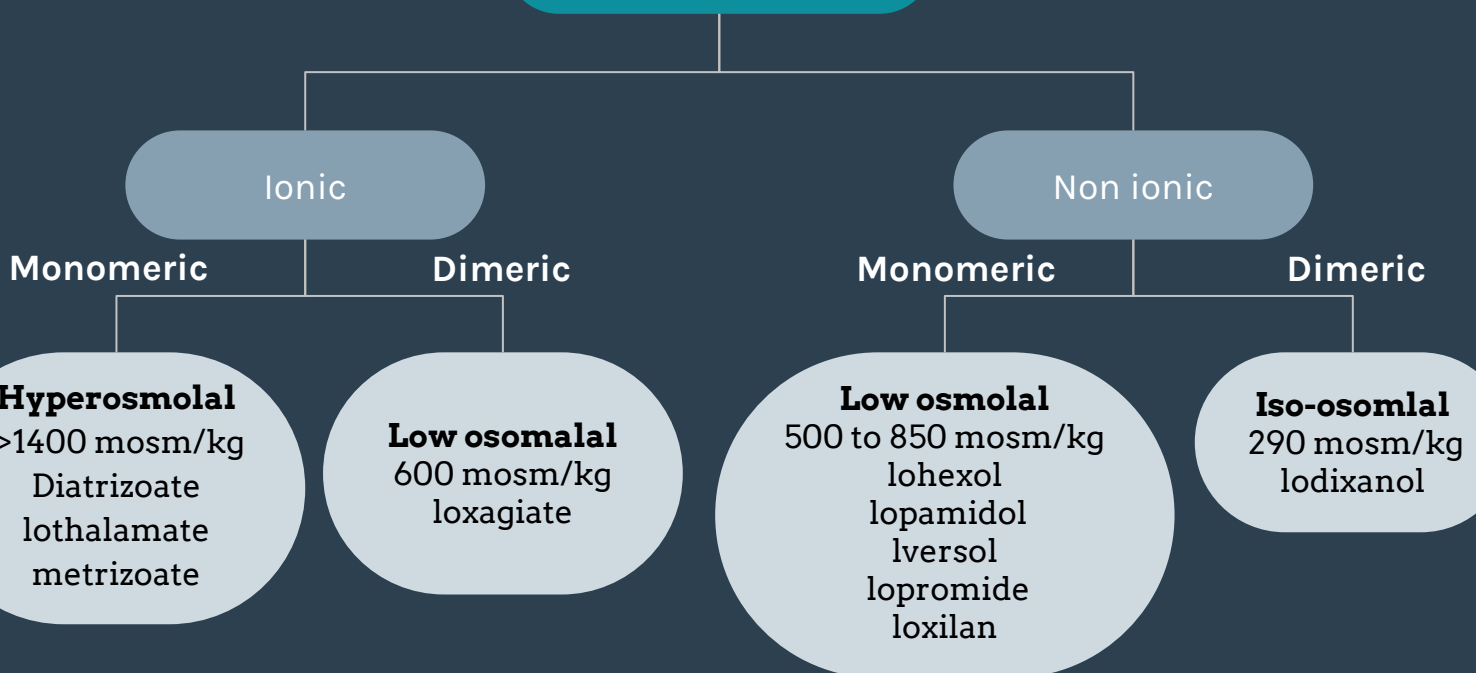 Ionic
Non ionic
Monomeric
Dimeric
Monomeric
Dimeric
Hyperosmolal
>1400 mosm/kg
Diatrizoate
lothalamate
metrizoate
Low osomalal
600 mosm/kg
loxagiate
Low osmolal
500 to 850 mosm/kg
lohexol
lopamidol
lversol
lopromide
loxilan
Iso-osomlal
290 mosm/kg
lodixanol